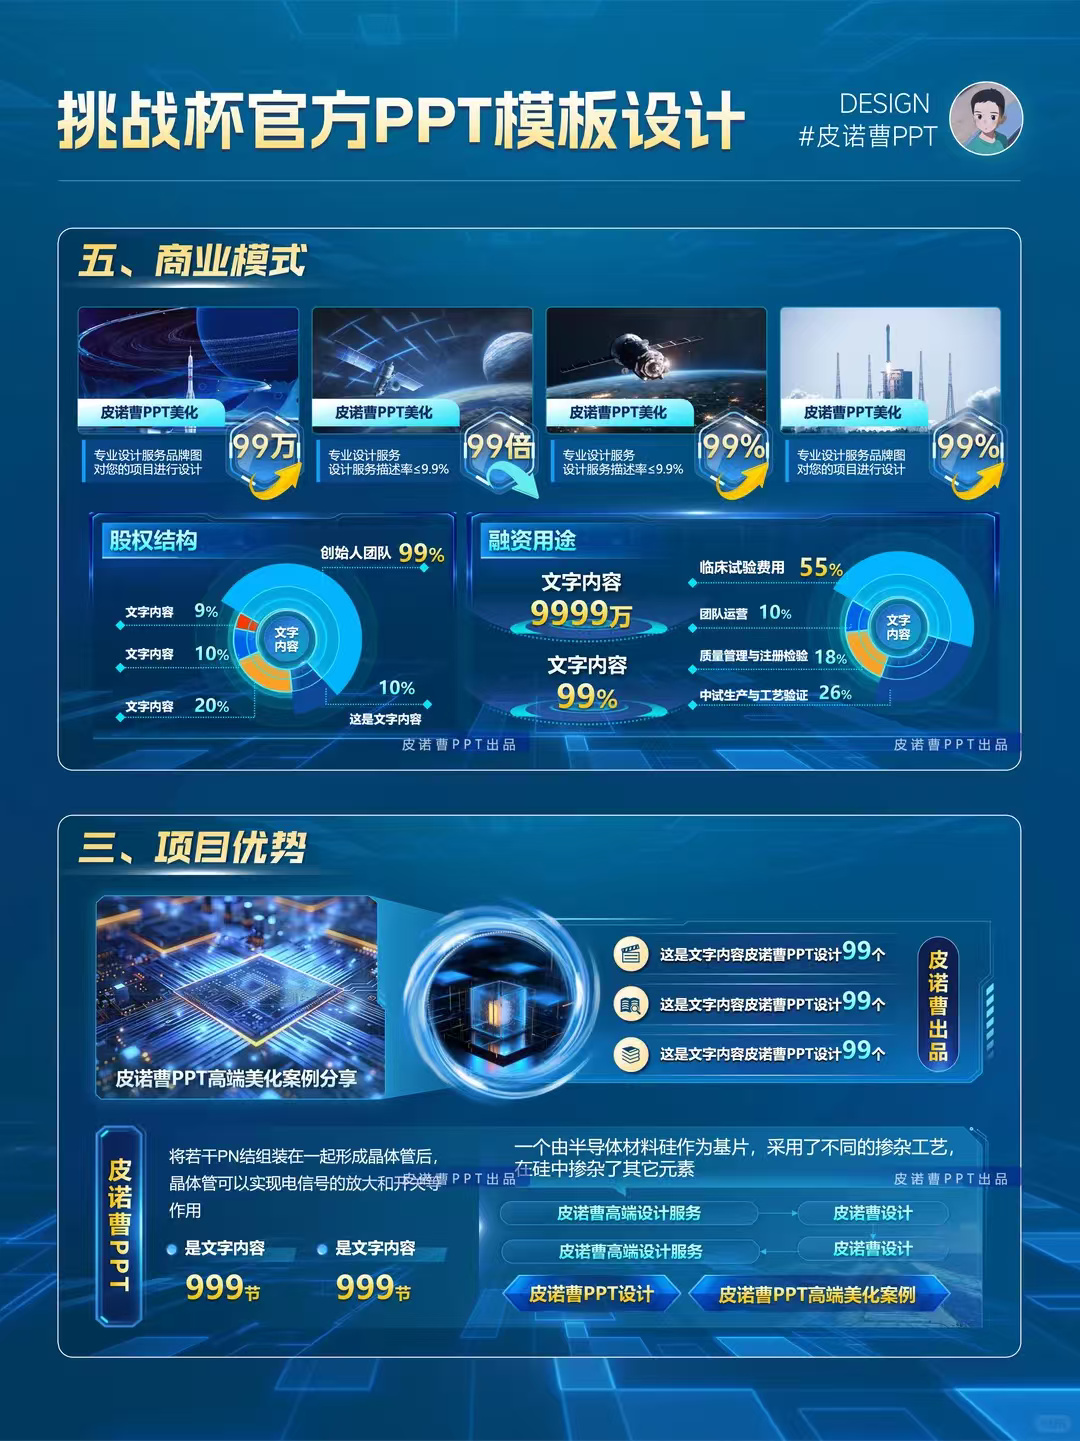 挑战杯官方PPT模板设计
DESIGN
#皮诺曹PPT
五、商业模式
皮诺曹PPT美化
99万
专业设计服务品牌图
对您的项目进行设计
皮诺曹PPT美化
99倍
专业设计服务
设计服务描述率≤9.9%
皮诺曹PPT美化
99%
专业设计服务
设计服务描述率≤9.9%
皮诺曹PPT美化
99%
专业设计服务品牌图
对您的项目进行设计
股权结构
创始人团队 99%
文字内容 9%
文字内容 10%
文字内容 20%
文字
内容
10%
这是文字内容
皮诺曹PPT出品
融资用途
文字内容
9999万
文字内容
99%
临床试验费用 55%
团队运营 10%
质量管理与注册检验 18%
中试生产与工艺验证 26%
文字
内容
皮诺曹PPT出品
三、项目优势
皮诺曹PPT高端美化案例分享
这是文字内容皮诺曹PPT设计99个
这是文字内容皮诺曹PPT设计99个
这是文字内容皮诺曹PPT设计99个
皮诺曹出品
皮诺曹PPT
将若干PN结组装在一起形成晶体管后,
晶体管可以实现电信号的放大和开关等
作用
皮诺曹PPT出品
是文字内容
999节
是文字内容
999节
一个由半导体材料硅作为基片，采用了不同的掺杂工艺，
在硅中掺杂了其它元素
皮诺曹PPT出品
皮诺曹高端设计服务
皮诺曹设计
皮诺曹高端设计服务
皮诺曹设计
皮诺曹PPT设计
皮诺曹PPT高端美化案例